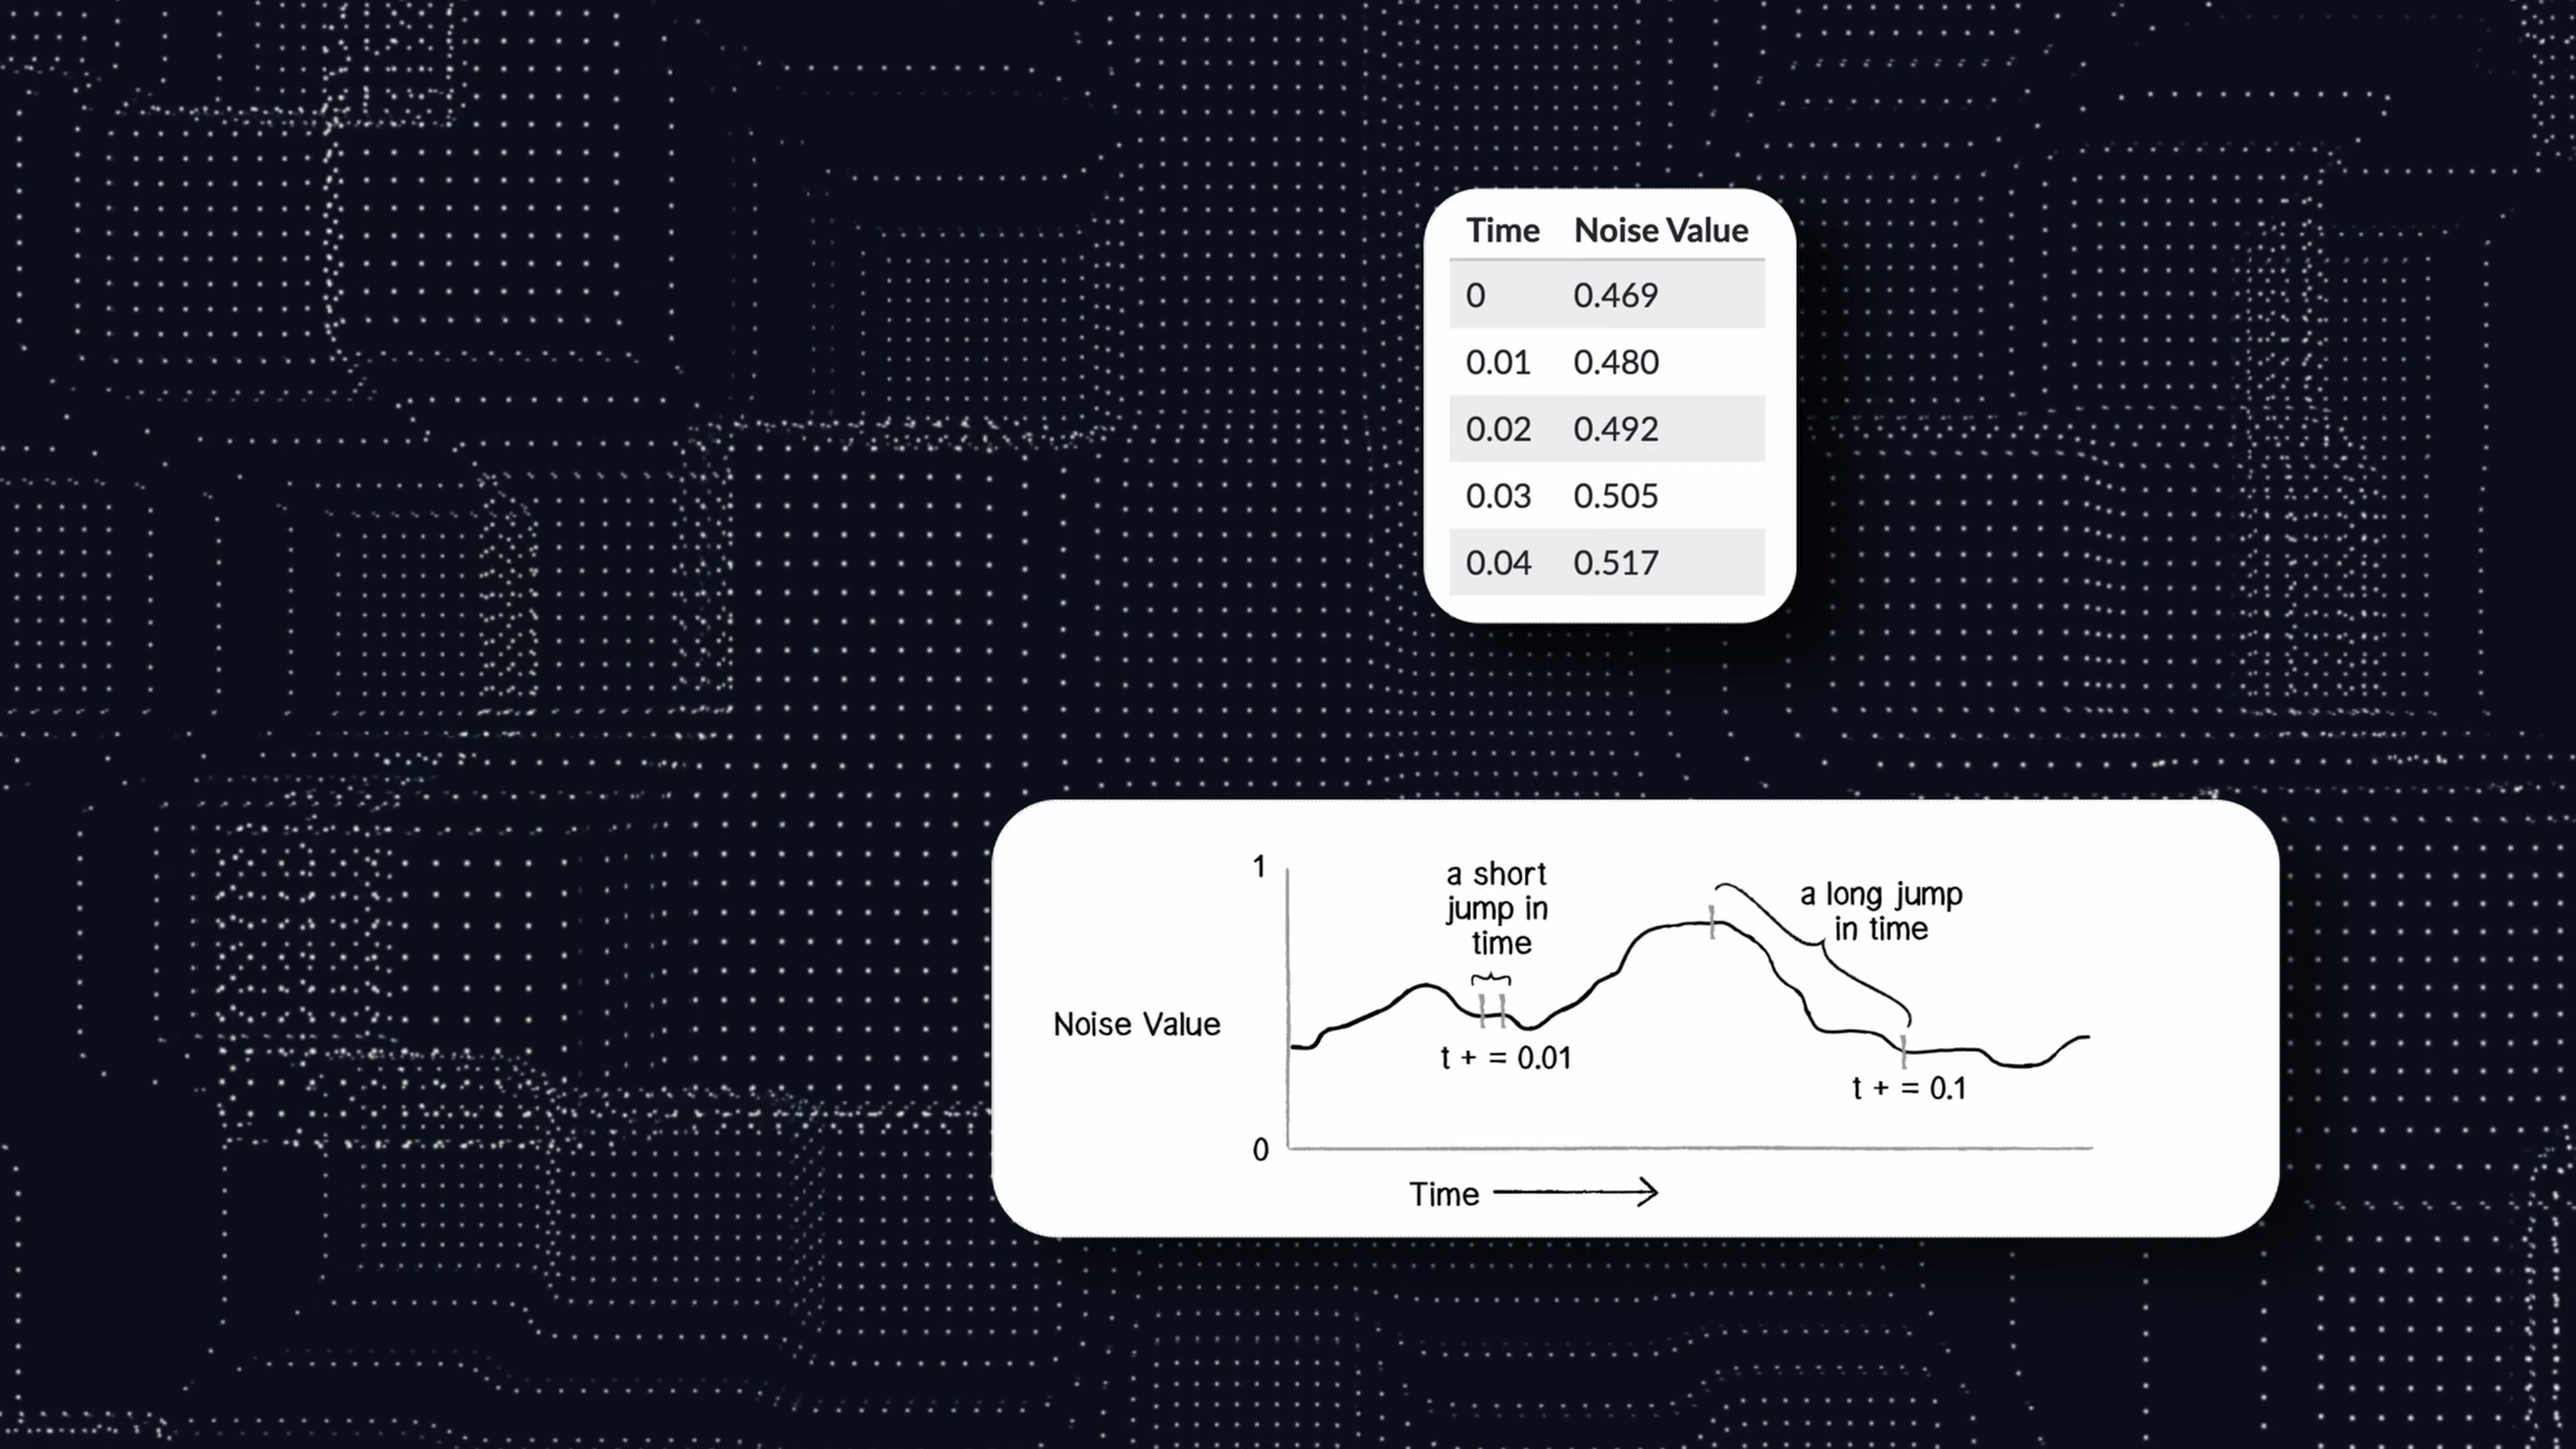 Time Noise Value
0 0.469
0.01 0.480
0.02 0.492
0.03 0.505
0.04 0.517
1
a short
jump in
time
a long jump
in time
Noise Value
t + = 0.01
t + = 0.1
0
Time